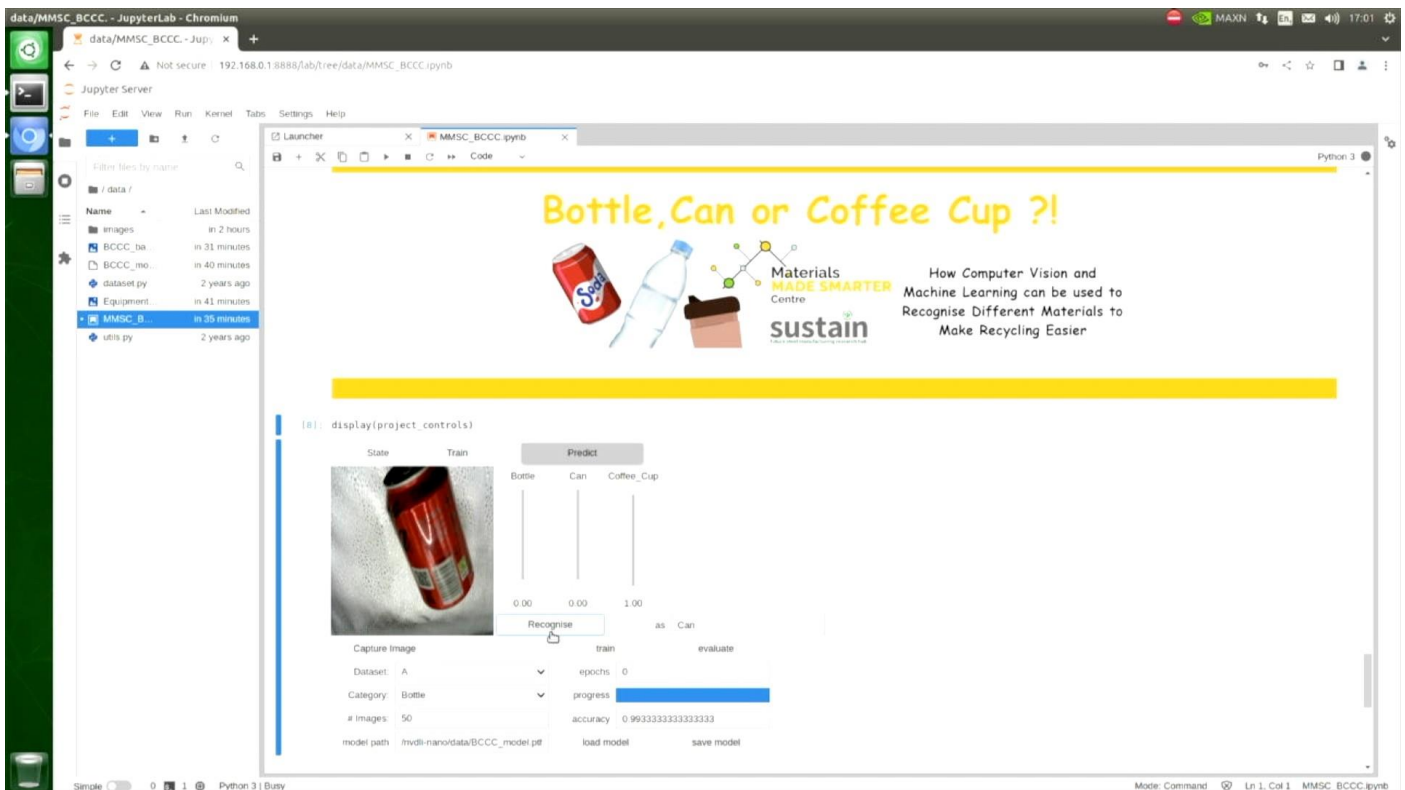 data/MMSC_BCCC. - JupyterLab - Chromium
MAXN En 17:01
data/MMSC_BCCC. - Jupy × +
Not secure 192.168.0.1:8888/lab/tree/data/MMSC_BCCC.ipynb
Jupyter Server
File Edit View Run Kernel Tabs Settings Help
Launcher × MMSC_BCCC.ipynb ×
Code Python 3
Filter files by name
/ data /
Name Last Modified
images in 2 hours
BCCC_ba... in 31 minutes
BCCC_mo... in 40 minutes
dataset.py 2 years ago
Equipment... in 41 minutes
MMSC_B... in 35 minutes
utils.py 2 years ago
Bottle,Can or Coffee Cup ?!
Soda
Materials
MADE SMARTER
Centre
sustain
How Computer Vision and
Machine Learning can be used to
Recognise Different Materials to
Make Recycling Easier
[8]: display(project_controls)
State Train Predict
Bottle Can Coffee_Cup
0.00 0.00 1.00
Recognise as Can
Capture Image train evaluate
Dataset: A epochs 0
Category: Bottle progress
# Images: 50 accuracy 0.9933333333333333
model path /nvdli-nano/data/BCCC_model.ptf load model save model
Simple 0 1 Python 3 | Busy Mode: Command Ln 1, Col 1 MMSC_BCCC.ipynb